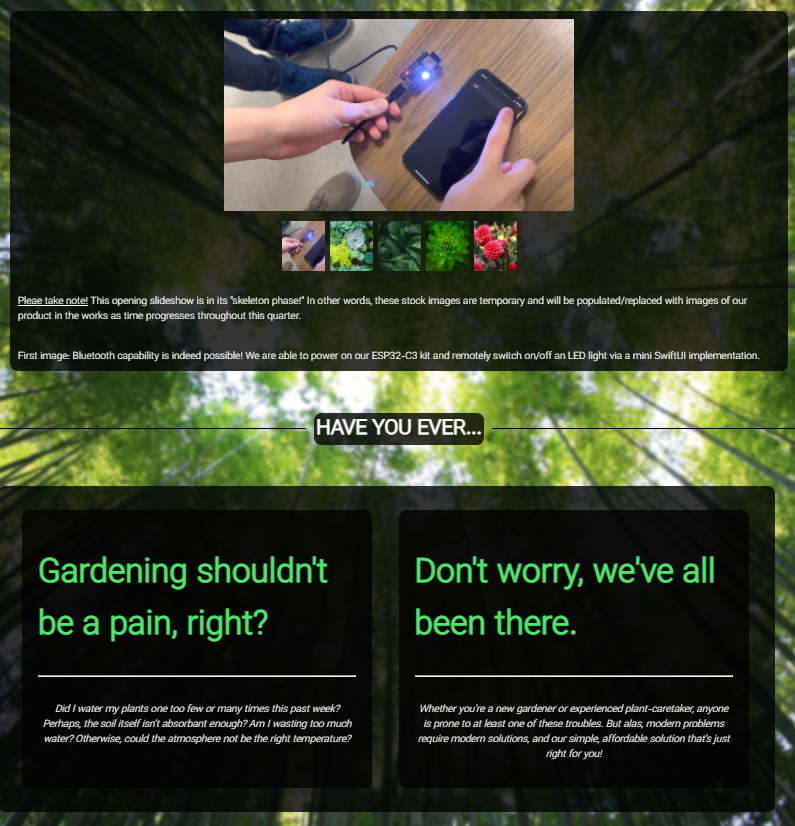 Pleae take note! This opening slideshow is in its "skeleton phase!" In other words, these stock images are temporary and will be populated/replaced with images of our
product in the works as time progresses throughout this quarter.
First image: Bluetooth capability is indeed possible! We are able to power on our ESP32-C3 kit and remotely switch on/off an LED light via a mini SwiftUI implementation.
HAVE YOU EVER...
Gardening shouldn't
be a pain, right?
Did I water my plants one too few or many times this past week?
Perhaps, the soil itself isn't absorbant enough? Am I wasting too much
water? Otherwise, could the atmosphere not be the right temperature?
Don't worry, we've all
been there.
Whether you're a new gardener or experienced plant-caretaker, anyone
is prone to at least one of these troubles. But alas, modern problems
require modern solutions, and our simple, affordable solution that's just
right for you!